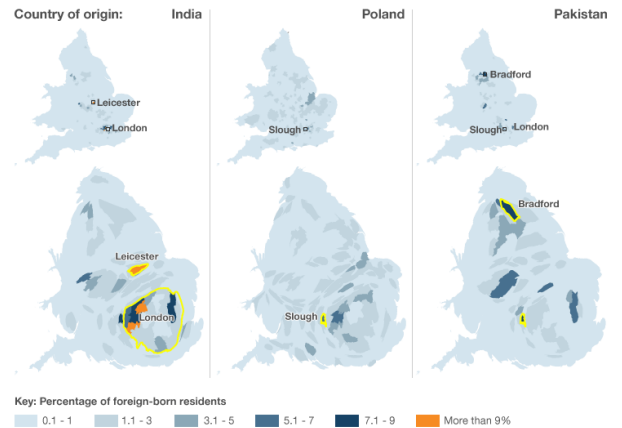 Country of origin: India Poland Pakistan
Bradford
Leicester
London Slough Slough London
Bradford
Leicester
London Slough
Key: Percentage of foreign-born residents
0.1 - 1 1.1 - 3 3.1 - 5 5.1 - 7 7.1 - 9 More than 9%